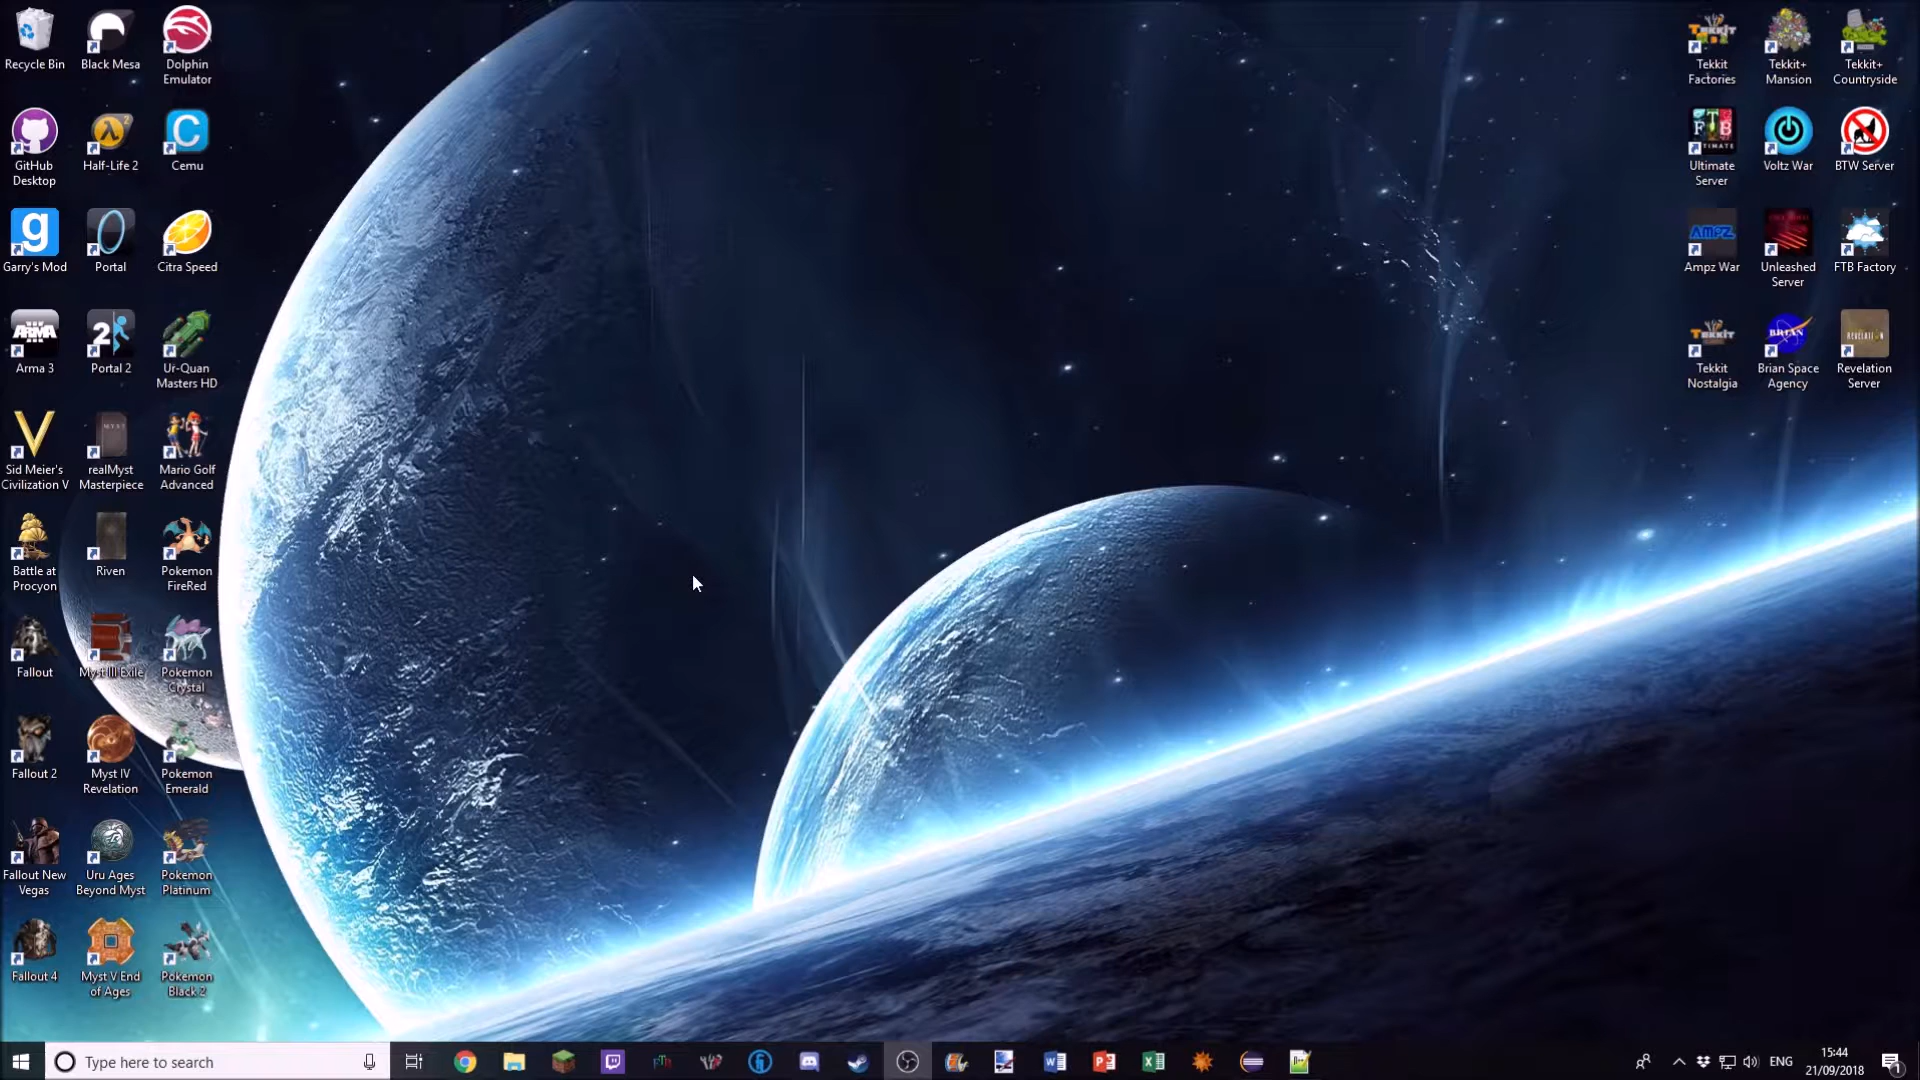 Recycle Bin
Black Mesa
Dolphin
Emulator
GitHub
Desktop
Half-Life 2
Cemu
Garry's Mod
Portal
Citra Speed
Arma 3
Portal 2
Ur-Quan
Masters HD
Sid Meier's
Civilization V
realMyst
Masterpiece
Mario Golf
Advanced
Battle at
Procyon
Riven
Pokemon
FireRed
Fallout
Myst III Exile
Pokemon
Crystal
Fallout 2
Myst IV
Revelation
Pokemon
Emerald
Fallout New
Vegas
Uru Ages
Beyond Myst
Pokemon
Platinum
Fallout 4
Myst V End
of Ages
Pokemon
Black 2
Tekkit
Factories
Tekkit+
Mansion
Tekkit+
Countryside
Ultimate
Server
Voltz War
BTW Server
AMPZ
Ampz War
Unleashed
Server
FTB Factory
Tekkit
Nostalgia
BRIAN
Brian Space
Agency
REVELATION
Revelation
Server
Type here to search
ENG
15:44
21/09/2018